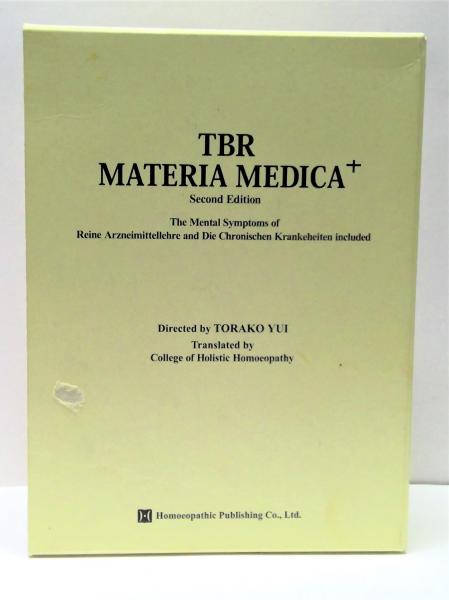 TBR
MATERIA MEDICA+
Second Edition
The Mental Symptoms of
Reine Arzneimittellehre and Die Chronischen Krankeheiten included
Directed by TORAKO YUI
Translated by
College of Holistic Homoeopathy
Homoeopathic Publishing Co., Ltd.